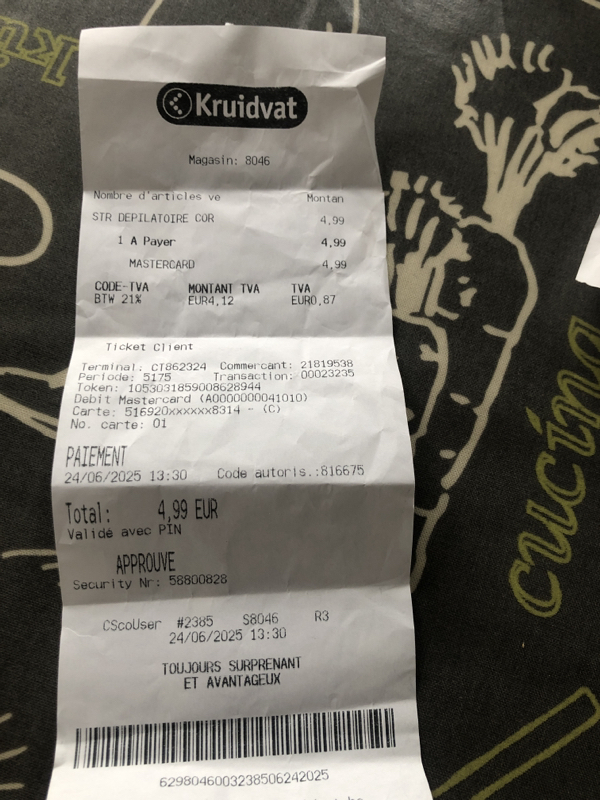 Kruidvat
Magasin: 8046
Nombre d'articles ve Montan
STR DEPILATOIRE COR 4,99
1 A Payer 4,99
MASTERCARD 4,99
CODE-TVA MONTANT TVA TVA
BTW 21% EUR4,12 EUR0,87
Ticket Client
Terminal: CT862324 Commercant: 21819538
Periode: 5175 Transaction: 00023235
Token: 1053031859008628944
Debit Mastercard (A0000000041010)
Carte: 516920xxxxxx8314 - (C)
No. carte: 01
PAIEMENT
24/06/2025 13:30 Code autoris.:816675
Total: 4,99 EUR
Validé avec PIN
APPROUVE
Security Nr: 58800828
CScoUser #2385 S8046 R3
24/06/2025 13:30
TOUJOURS SURPRENANT
ET AVANTAGEUX
6298046003238506242025
cucina